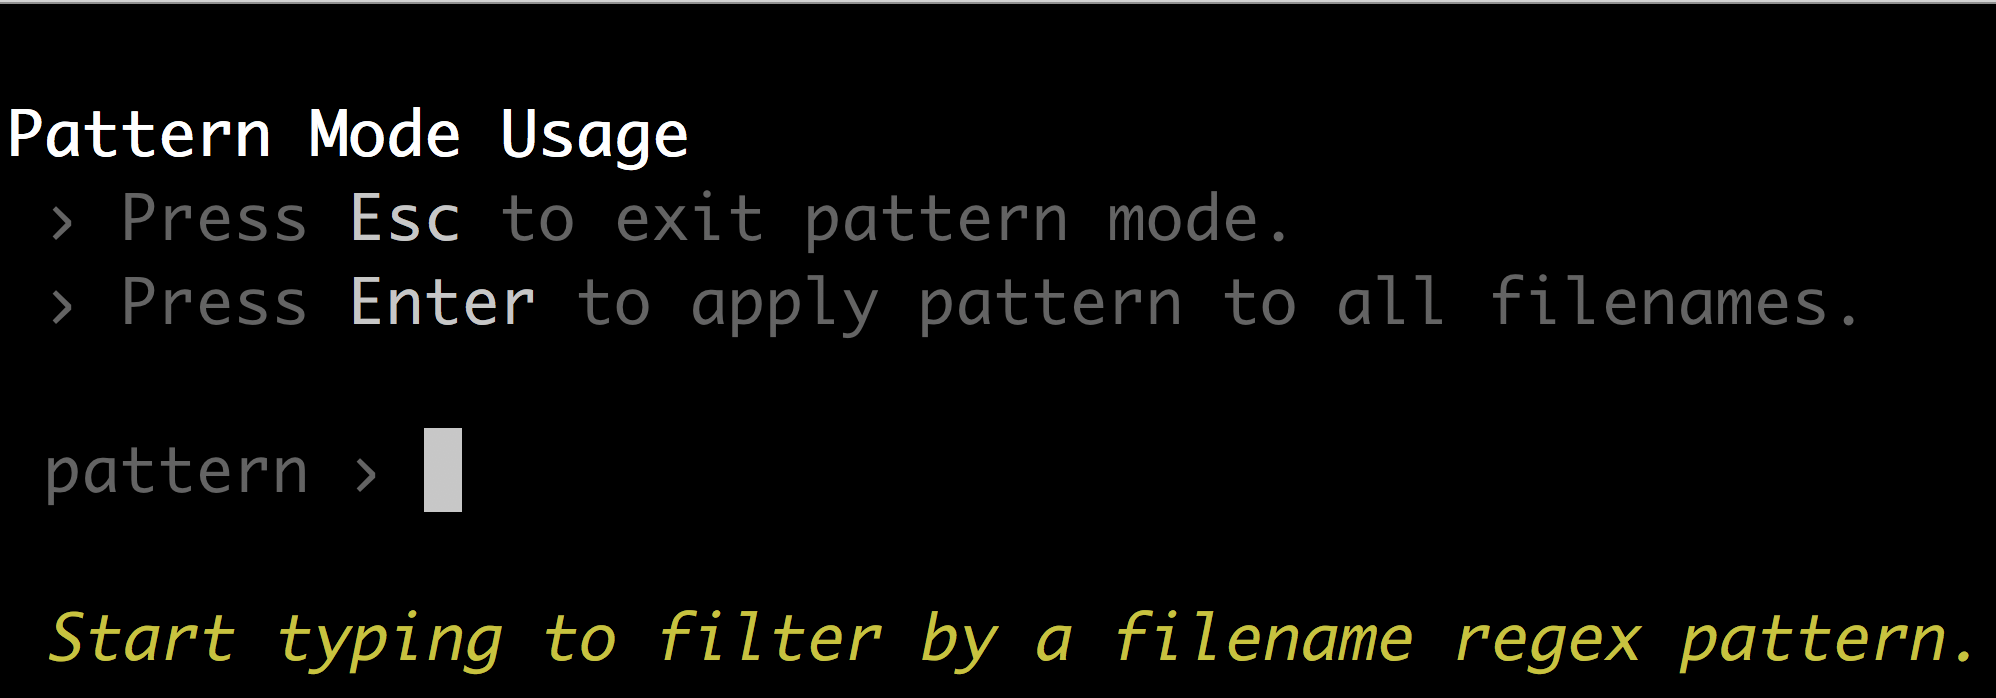 Pattern Mode Usage
› Press Esc to exit pattern mode.
› Press Enter to apply pattern to all filenames.
pattern ›
Start typing to filter by a filename regex pattern.